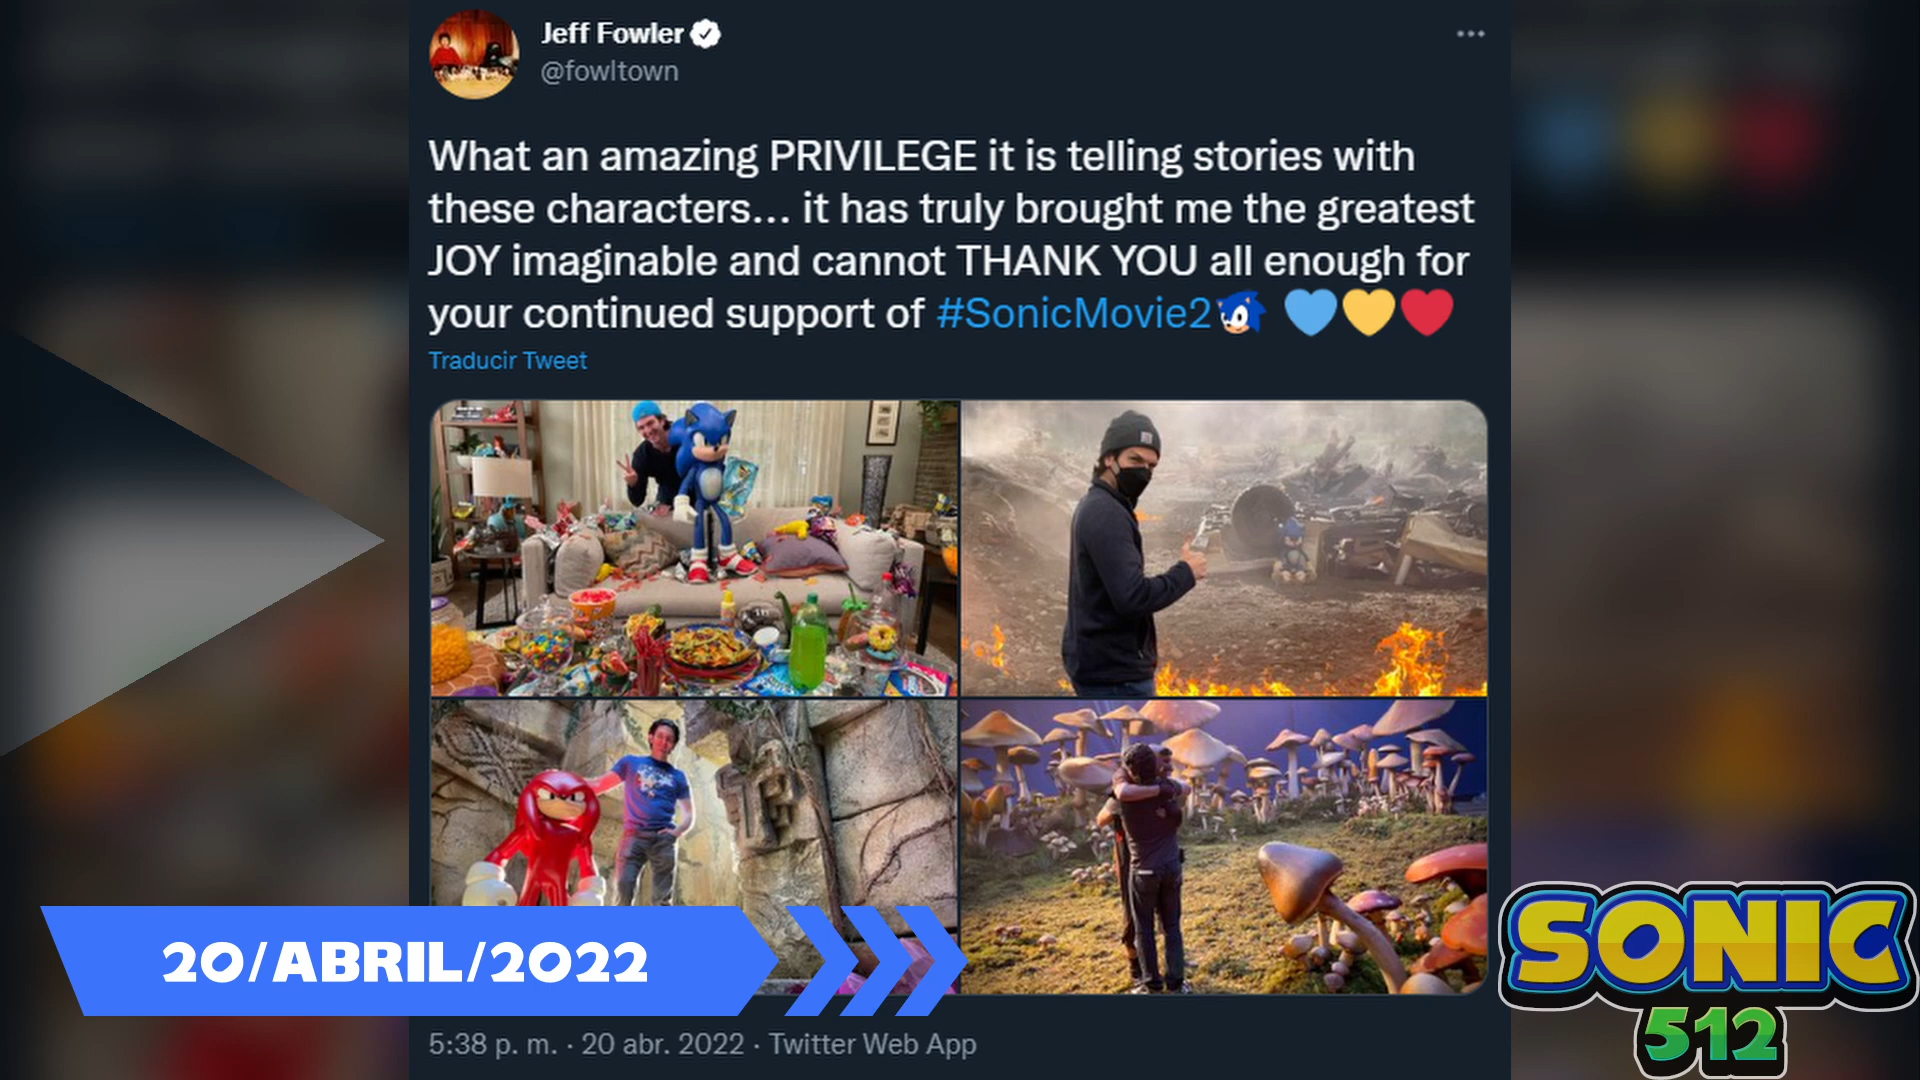 Jeff Fowler
@fowltown
What an amazing PRIVILEGE it is telling stories with
these characters... it has truly brought me the greatest
JOY imaginable and cannot THANK YOU all enough for
your continued support of #SonicMovie2
Traducir Tweet
20/ABRIL/2022
5:38 p. m. · 20 abr. 2022 · Twitter Web App
SONIC
512